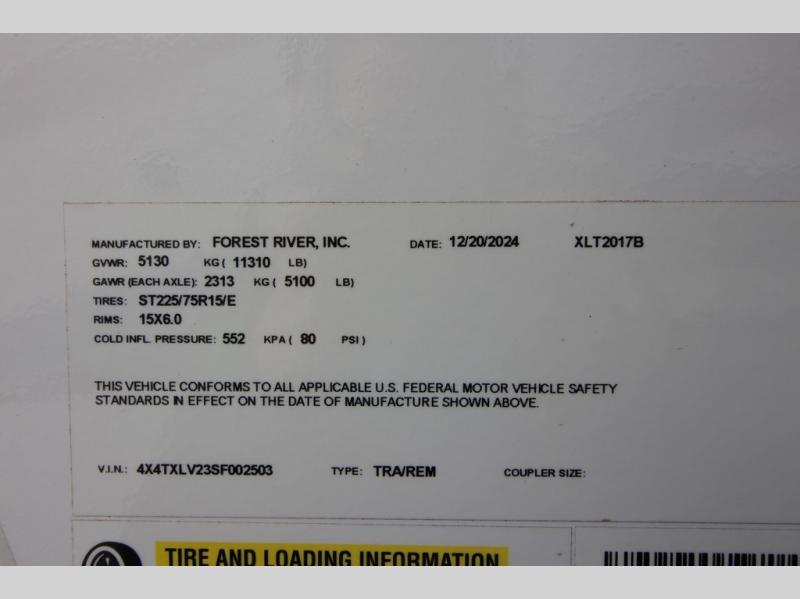 MANUFACTURED BY: FOREST RIVER, INC. DATE: 12/20/2024 XLT2017B
GVWR: 5130 KG ( 11310 LB)
GAWR (EACH AXLE): 2313 KG ( 5100 LB)
TIRES: ST225/75R15/E
RIMS: 15X6.0
COLD INFL. PRESSURE: 552 KPA ( 80 PSI )
THIS VEHICLE CONFORMS TO ALL APPLICABLE U.S. FEDERAL MOTOR VEHICLE SAFETY
STANDARDS IN EFFECT ON THE DATE OF MANUFACTURE SHOWN ABOVE.
V.I.N.: 4X4TXLV23SF002503 TYPE: TRA/REM COUPLER SIZE:
TIRE AND LOADING INFORMATION